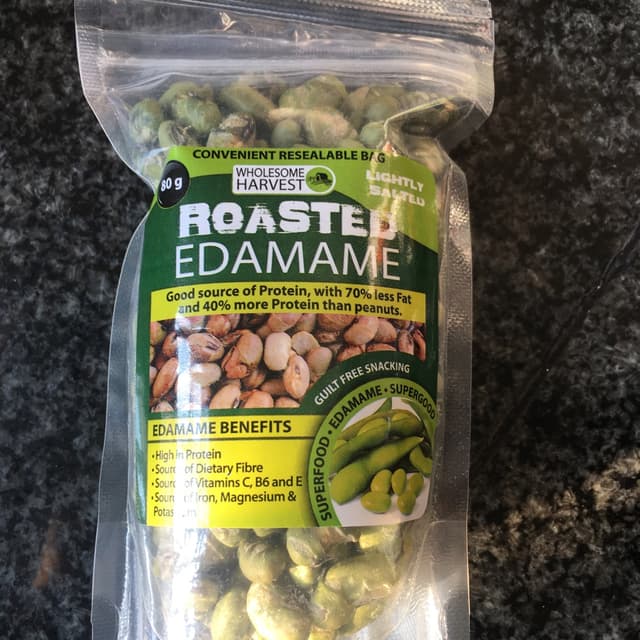 CONVENIENT RESEALABLE BAG
80 g
WHOLESOME
HARVEST
LIGHTLY
SALTED
ROASTED
EDAMAME
Good source of Protein, with 70% less Fat
and 40% more Protein than peanuts.
GUILT FREE SNACKING
SUPERFOOD • EDAMAME • SUPERGOOD
EDAMAME BENEFITS
• High in Protein
• Source of Dietary Fibre
• Source of Vitamins C, B6 and E
• Source of Iron, Magnesium &
Potassium